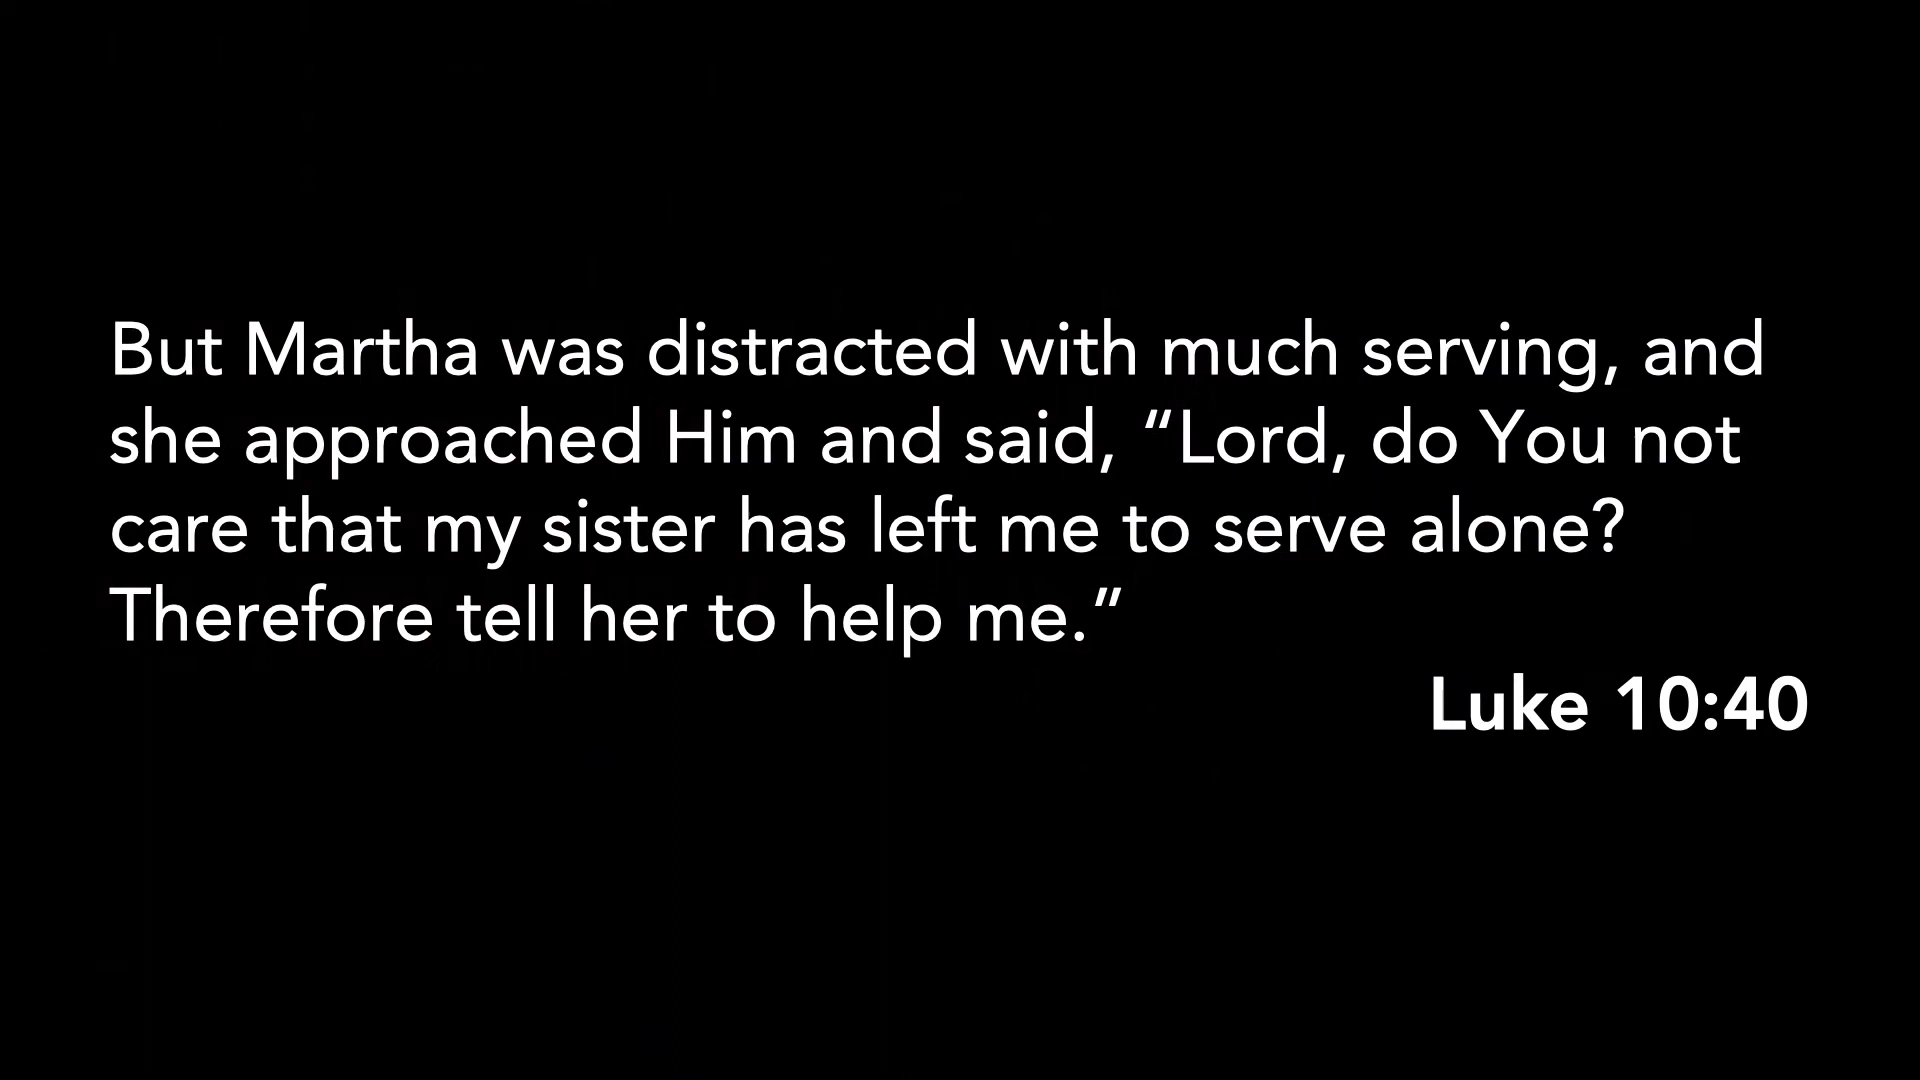 But Martha was distracted with much serving, and
she approached Him and said, “Lord, do You not
care that my sister has left me to serve alone?
Therefore tell her to help me.”
Luke 10:40